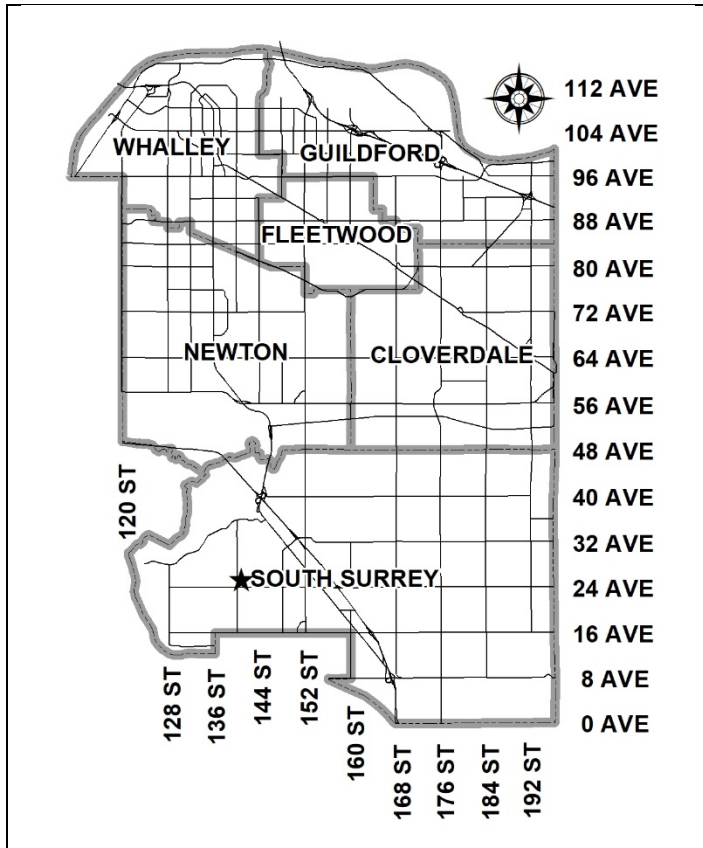 112 AVE
104 AVE
WHALLEY
GUILDFORD
96 AVE
88 AVE
FLEETWOOD
80 AVE
72 AVE
NEWTON
CLOVERDALE
64 AVE
56 AVE
48 AVE
120 ST
40 AVE
32 AVE
SOUTH SURREY
24 AVE
16 AVE
8 AVE
0 AVE
128 ST
136 ST
144 ST
152 ST
160 ST
168 ST
176 ST
184 ST
192 ST